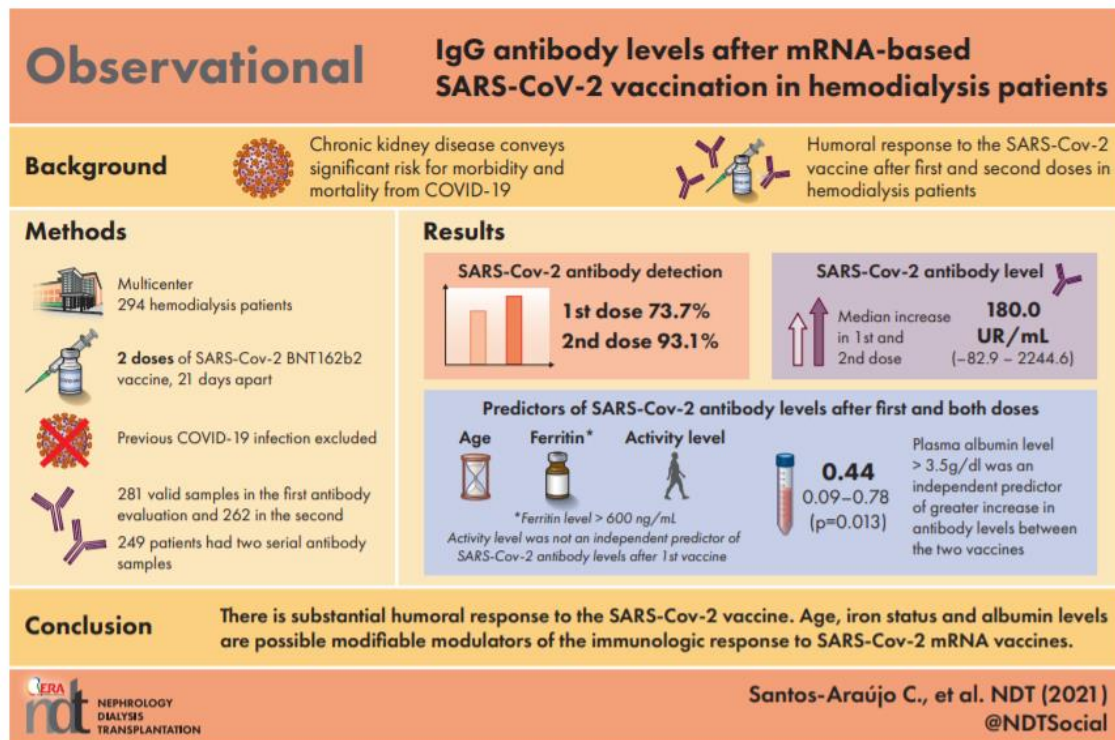 Observational
IgG antibody levels after mRNA-based
SARS-CoV-2 vaccination in hemodialysis patients
Background
Chronic kidney disease conveys
significant risk for morbidity and
mortality from COVID-19
Humoral response to the SARS-Cov-2
vaccine after first and second doses in
hemodialysis patients
Methods
Multicenter
294 hemodialysis patients
2 doses of SARS-Cov-2 BNT162b2
vaccine, 21 days apart
Previous COVID-19 infection excluded
281 valid samples in the first antibody
evaluation and 262 in the second
249 patients had two serial antibody
samples
Results
SARS-Cov-2 antibody detection
1st dose 73.7%
2nd dose 93.1%
SARS-Cov-2 antibody level
Median increase
in 1st and
2nd dose
180.0
UR/mL
(−82.9 – 2244.6)
Predictors of SARS-Cov-2 antibody levels after first and both doses
Age
Ferritin*
Activity level
*Ferritin level > 600 ng/mL
Activity level was not an independent predictor of
SARS-Cov-2 antibody levels after 1st vaccine
0.44
0.09–0.78
(p=0.013)
Plasma albumin level
> 3.5g/dl was an
independent predictor
of greater increase in
antibody levels between
the two vaccines
Conclusion
There is substantial humoral response to the SARS-Cov-2 vaccine. Age, iron status and albumin levels
are possible modifiable modulators of the immunologic response to SARS-Cov-2 mRNA vaccines.
ERA
ndt
NEPHROLOGY
DIALYSIS
TRANSPLANTATION
Santos-Araújo C., et al. NDT (2021)
@NDTSocial